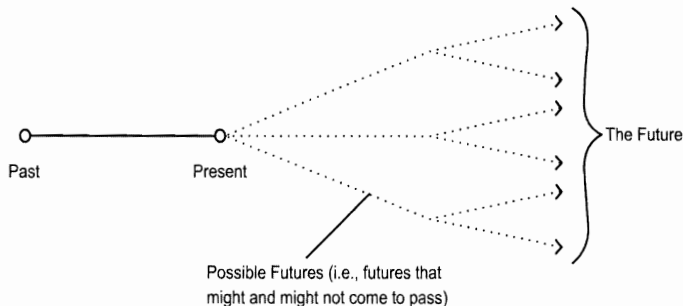 The Future
Past
Present
Possible Futures (i.e., futures that
might and might not come to pass)